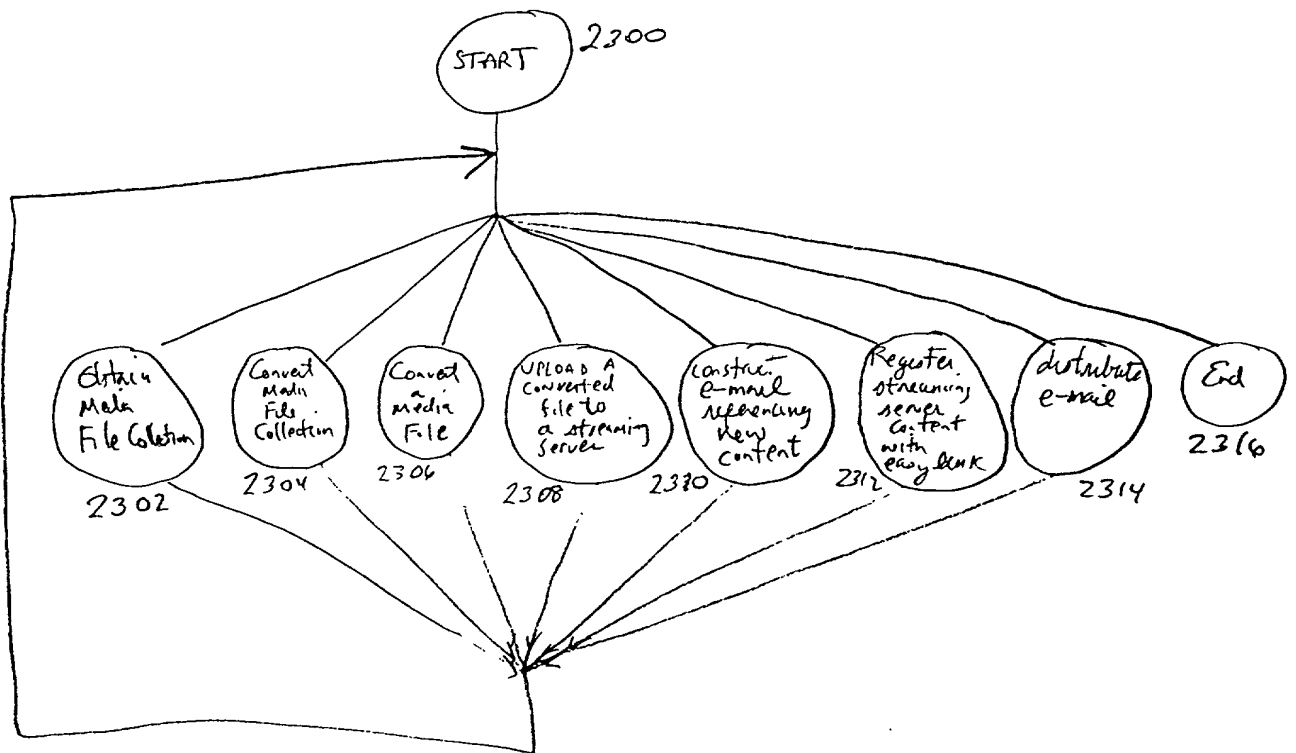 START
2300
Obtain
Media
File Colletion
2302
Convert
Media
File
Collection
2304
Convert
a
Media
File
2306
UPLOAD A
converted
file to
a streaming
server
2308
construct
e-mail
referencing
new
content
2310
Register
streaming
server
content
with
easy link
2312
distribute
e-mail
2314
End
2316